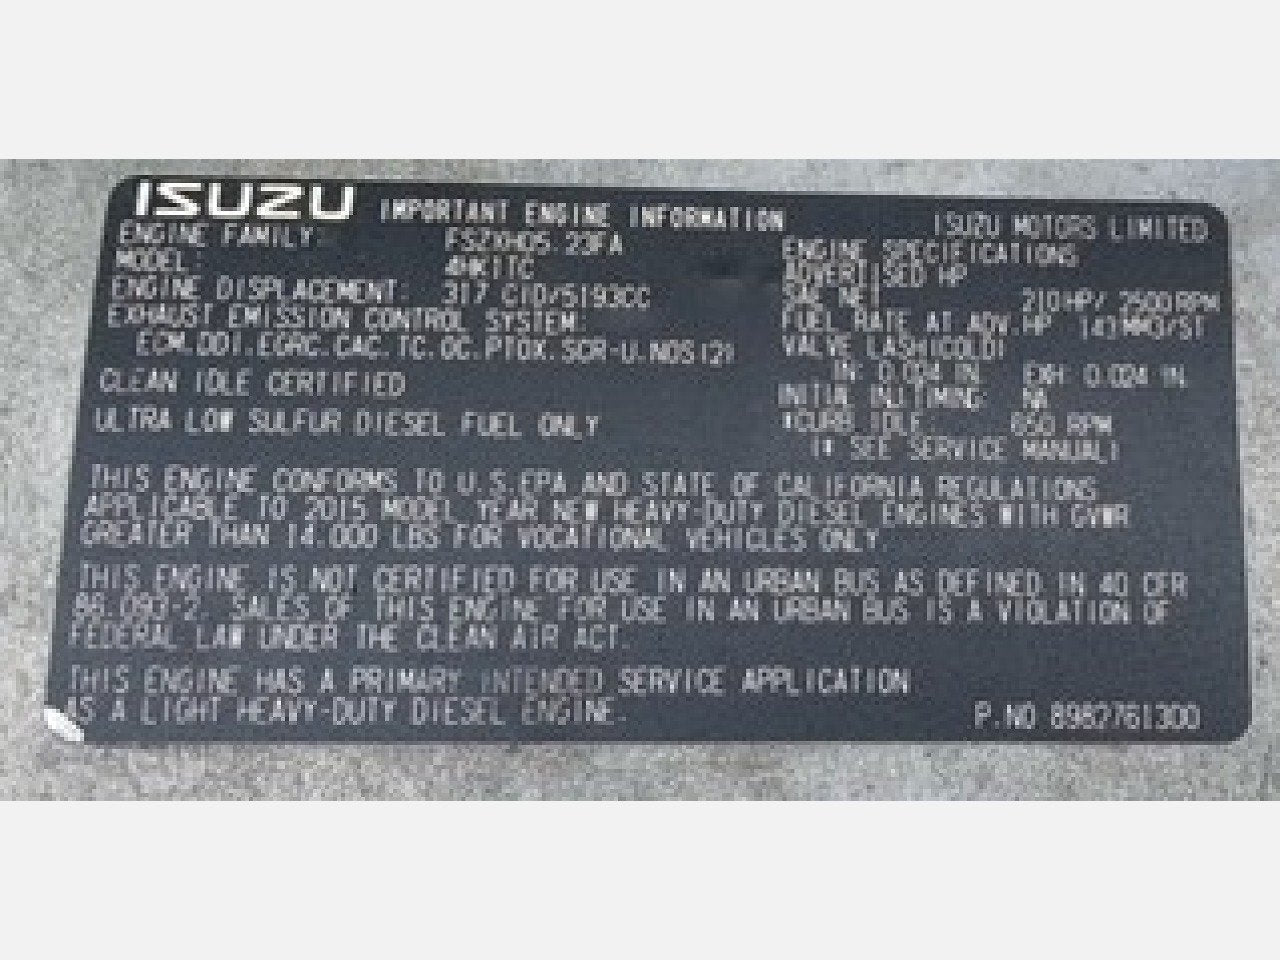 ISUZU IMPORTANT ENGINE INFORMATION ISUZU MOTORS LIMITED
ENGINE FAMILY: FSZXH05.23FA
MODEL: 4HK1TC
ENGINE DISPLACEMENT: 317 CID/5193CC
EXHAUST EMISSION CONTROL SYSTEM:
ECM.DDI.EGRC.CAC.TC.OC.PTOX.SCR-U.NOS(2)
CLEAN IDLE CERTIFIED
ULTRA LOW SULFUR DIESEL FUEL ONLY
ENGINE SPECIFICATIONS
ADVERTISED HP
SAE NET 210HP/ 2500RPM
FUEL RATE AT ADV.HP 143MM3/ST
VALVE LASH(COLD)
IN: 0.024 IN. EXH: 0.024 IN.
INITIAL INJ.TIMING: NA
*CURB IDLE: 650 RPM
(* SEE SERVICE MANUAL)
THIS ENGINE CONFORMS TO U.S.EPA AND STATE OF CALIFORNIA REGULATIONS
APPLICABLE TO 2015 MODEL YEAR NEW HEAVY-DUTY DIESEL ENGINES WITH GVWR
GREATER THAN 14.000 LBS FOR VOCATIONAL VEHICLES ONLY.
THIS ENGINE IS NOT CERTIFIED FOR USE IN AN URBAN BUS AS DEFINED IN 40 CFR
86.093-2. SALES OF THIS ENGINE FOR USE IN AN URBAN BUS IS A VIOLATION OF
FEDERAL LAW UNDER THE CLEAN AIR ACT.
THIS ENGINE HAS A PRIMARY INTENDED SERVICE APPLICATION
AS A LIGHT HEAVY-DUTY DIESEL ENGINE.
P.NO 8982761300